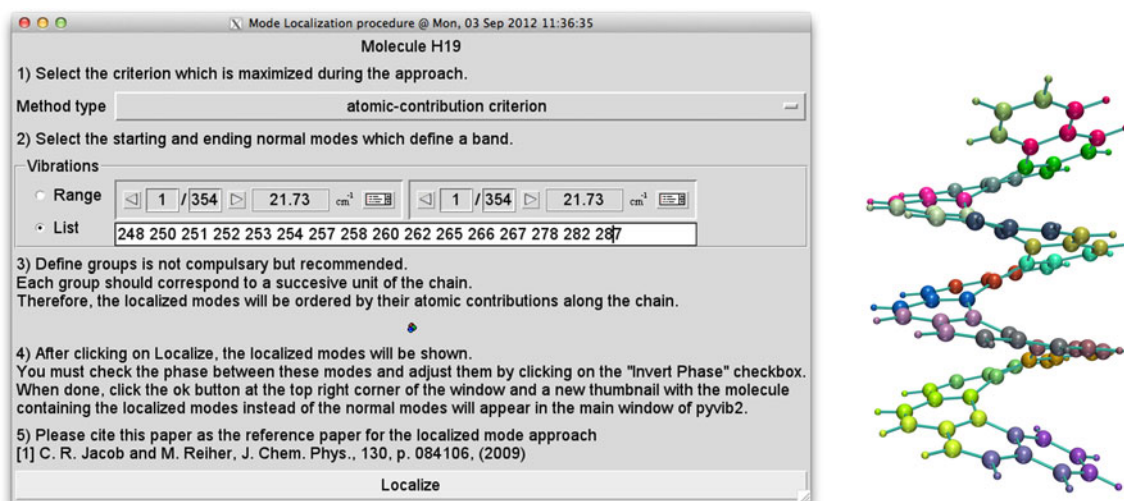 Mode Localization procedure @ Mon, 03 Sep 2012 11:36:35
Molecule H19
1) Select the criterion which is maximized during the approach.
Method type atomic-contribution criterion
2) Select the starting and ending normal modes which define a band.
Vibrations
Range 1 / 354 21.73 cm⁻¹ 1 / 354 21.73 cm⁻¹
List 248 250 251 252 253 254 257 258 260 262 265 266 267 278 282 287
3) Define groups is not compulsary but recommended.
Each group should correspond to a succesive unit of the chain.
Therefore, the localized modes will be ordered by their atomic contributions along the chain.
4) After clicking on Localize, the localized modes will be shown.
You must check the phase between these modes and adjust them by clicking on the "Invert Phase" checkbox.
When done, click the ok button at the top right corner of the window and a new thumbnail with the molecule
containing the localized modes instead of the normal modes will appear in the main window of pyvib2.
5) Please cite this paper as the reference paper for the localized mode approach
[1] C. R. Jacob and M. Reiher, J. Chem. Phys., 130, p. 084106, (2009)
Localize